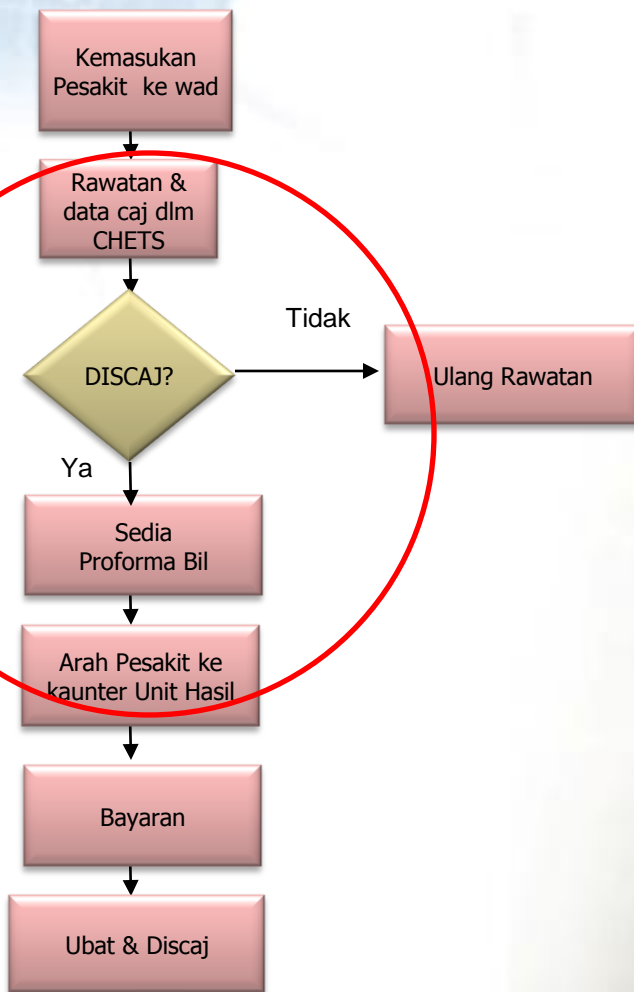 Kemasukan
Pesakit ke wad
Rawatan &
data caj dlm
CHETS
DISCAJ?
Tidak
Ulang Rawatan
Ya
Sedia
Proforma Bil
Arah Pesakit ke
kaunter Unit Hasil
Bayaran
Ubat & Discaj